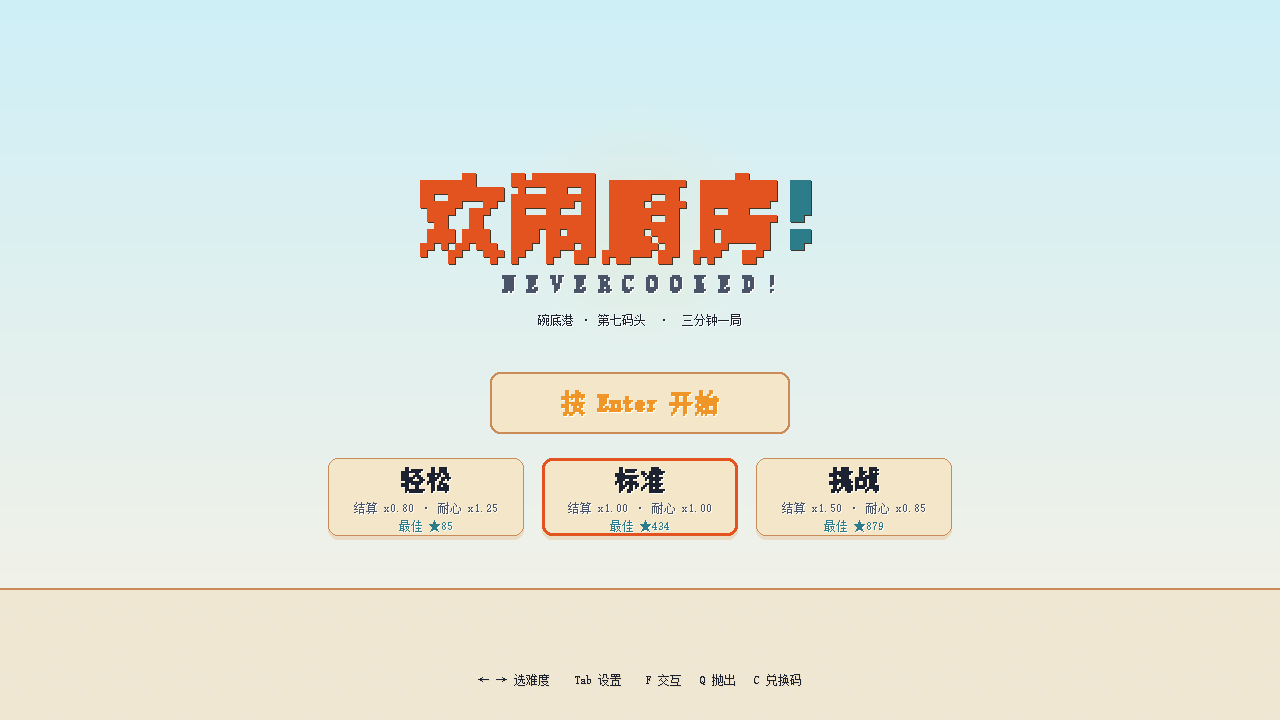 欢闹厨房!
NEVERCOOKED!
碗底港 · 第七码头 · 三分钟一局
按 Enter 开始
轻松
结算 x0.80 · 耐心 x1.25
最佳 ★85
标准
结算 x1.00 · 耐心 x1.00
最佳 ★434
挑战
结算 x1.50 · 耐心 x0.85
最佳 ★879
← → 选难度 Tab 设置 F 交互 Q 抛出 C 兑换码